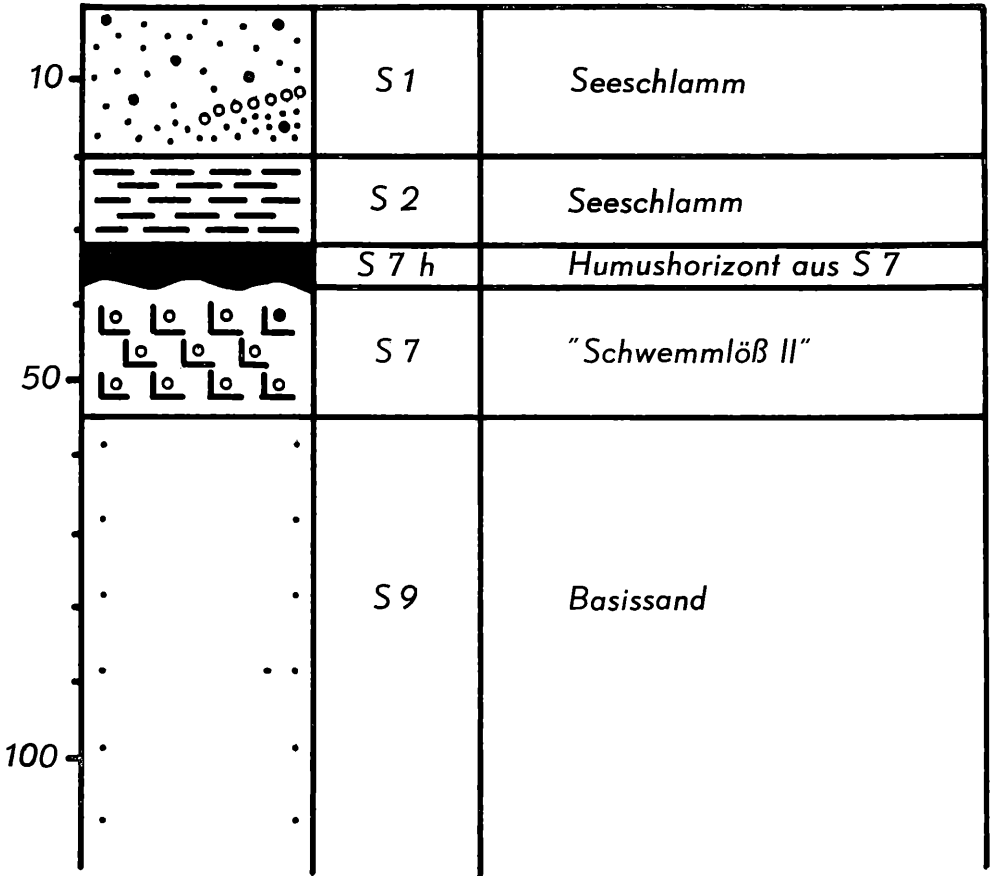 10 S 1 Seeschlamm
S 2 Seeschlamm
S 7 h Humushorizont aus S 7
S 7 "Schwemmlöß II"
50
S 9 Basissand
100